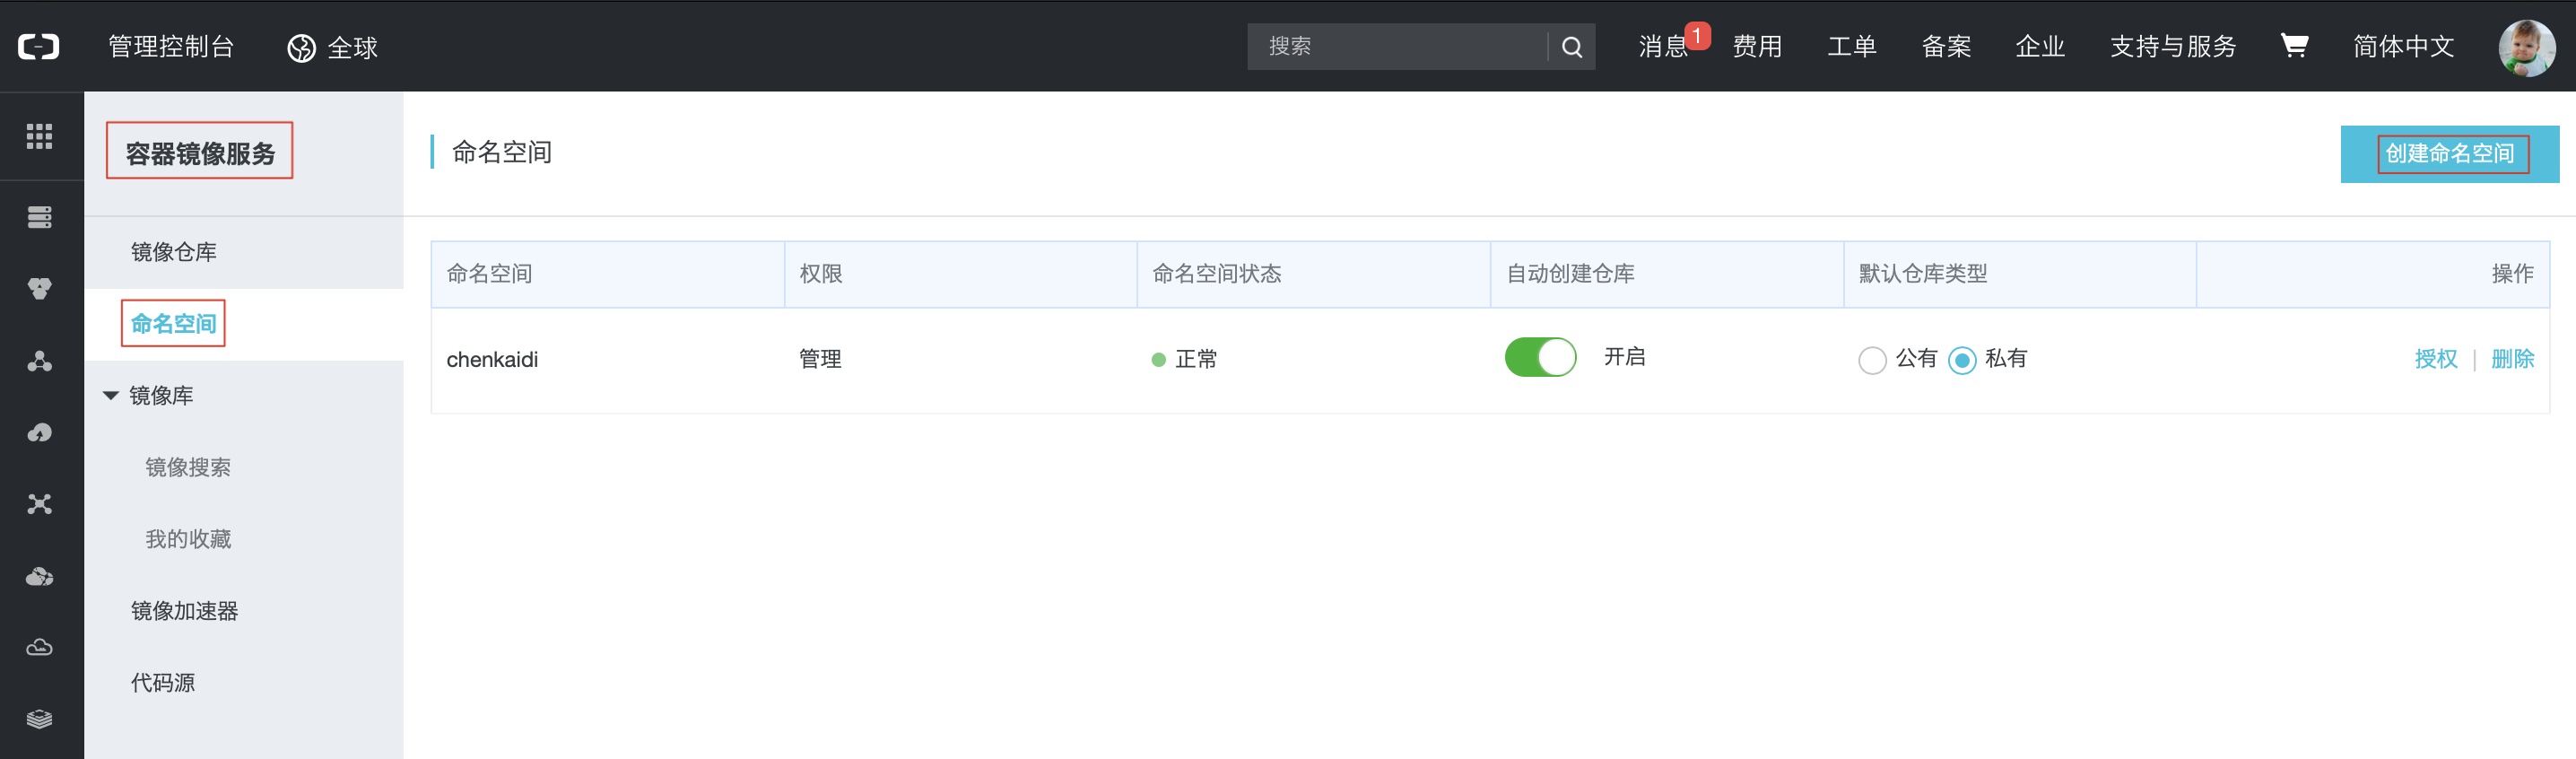 管理控制台 全球 搜索 消息 1 费用 工单 备案 企业 支持与服务 简体中文
容器镜像服务
镜像仓库
命名空间
镜像库
镜像搜索
我的收藏
镜像加速器
代码源
命名空间 创建命名空间
命名空间 权限 命名空间状态 自动创建仓库 默认仓库类型 操作
chenkaidi 管理 正常 开启 公有 私有 授权 | 删除